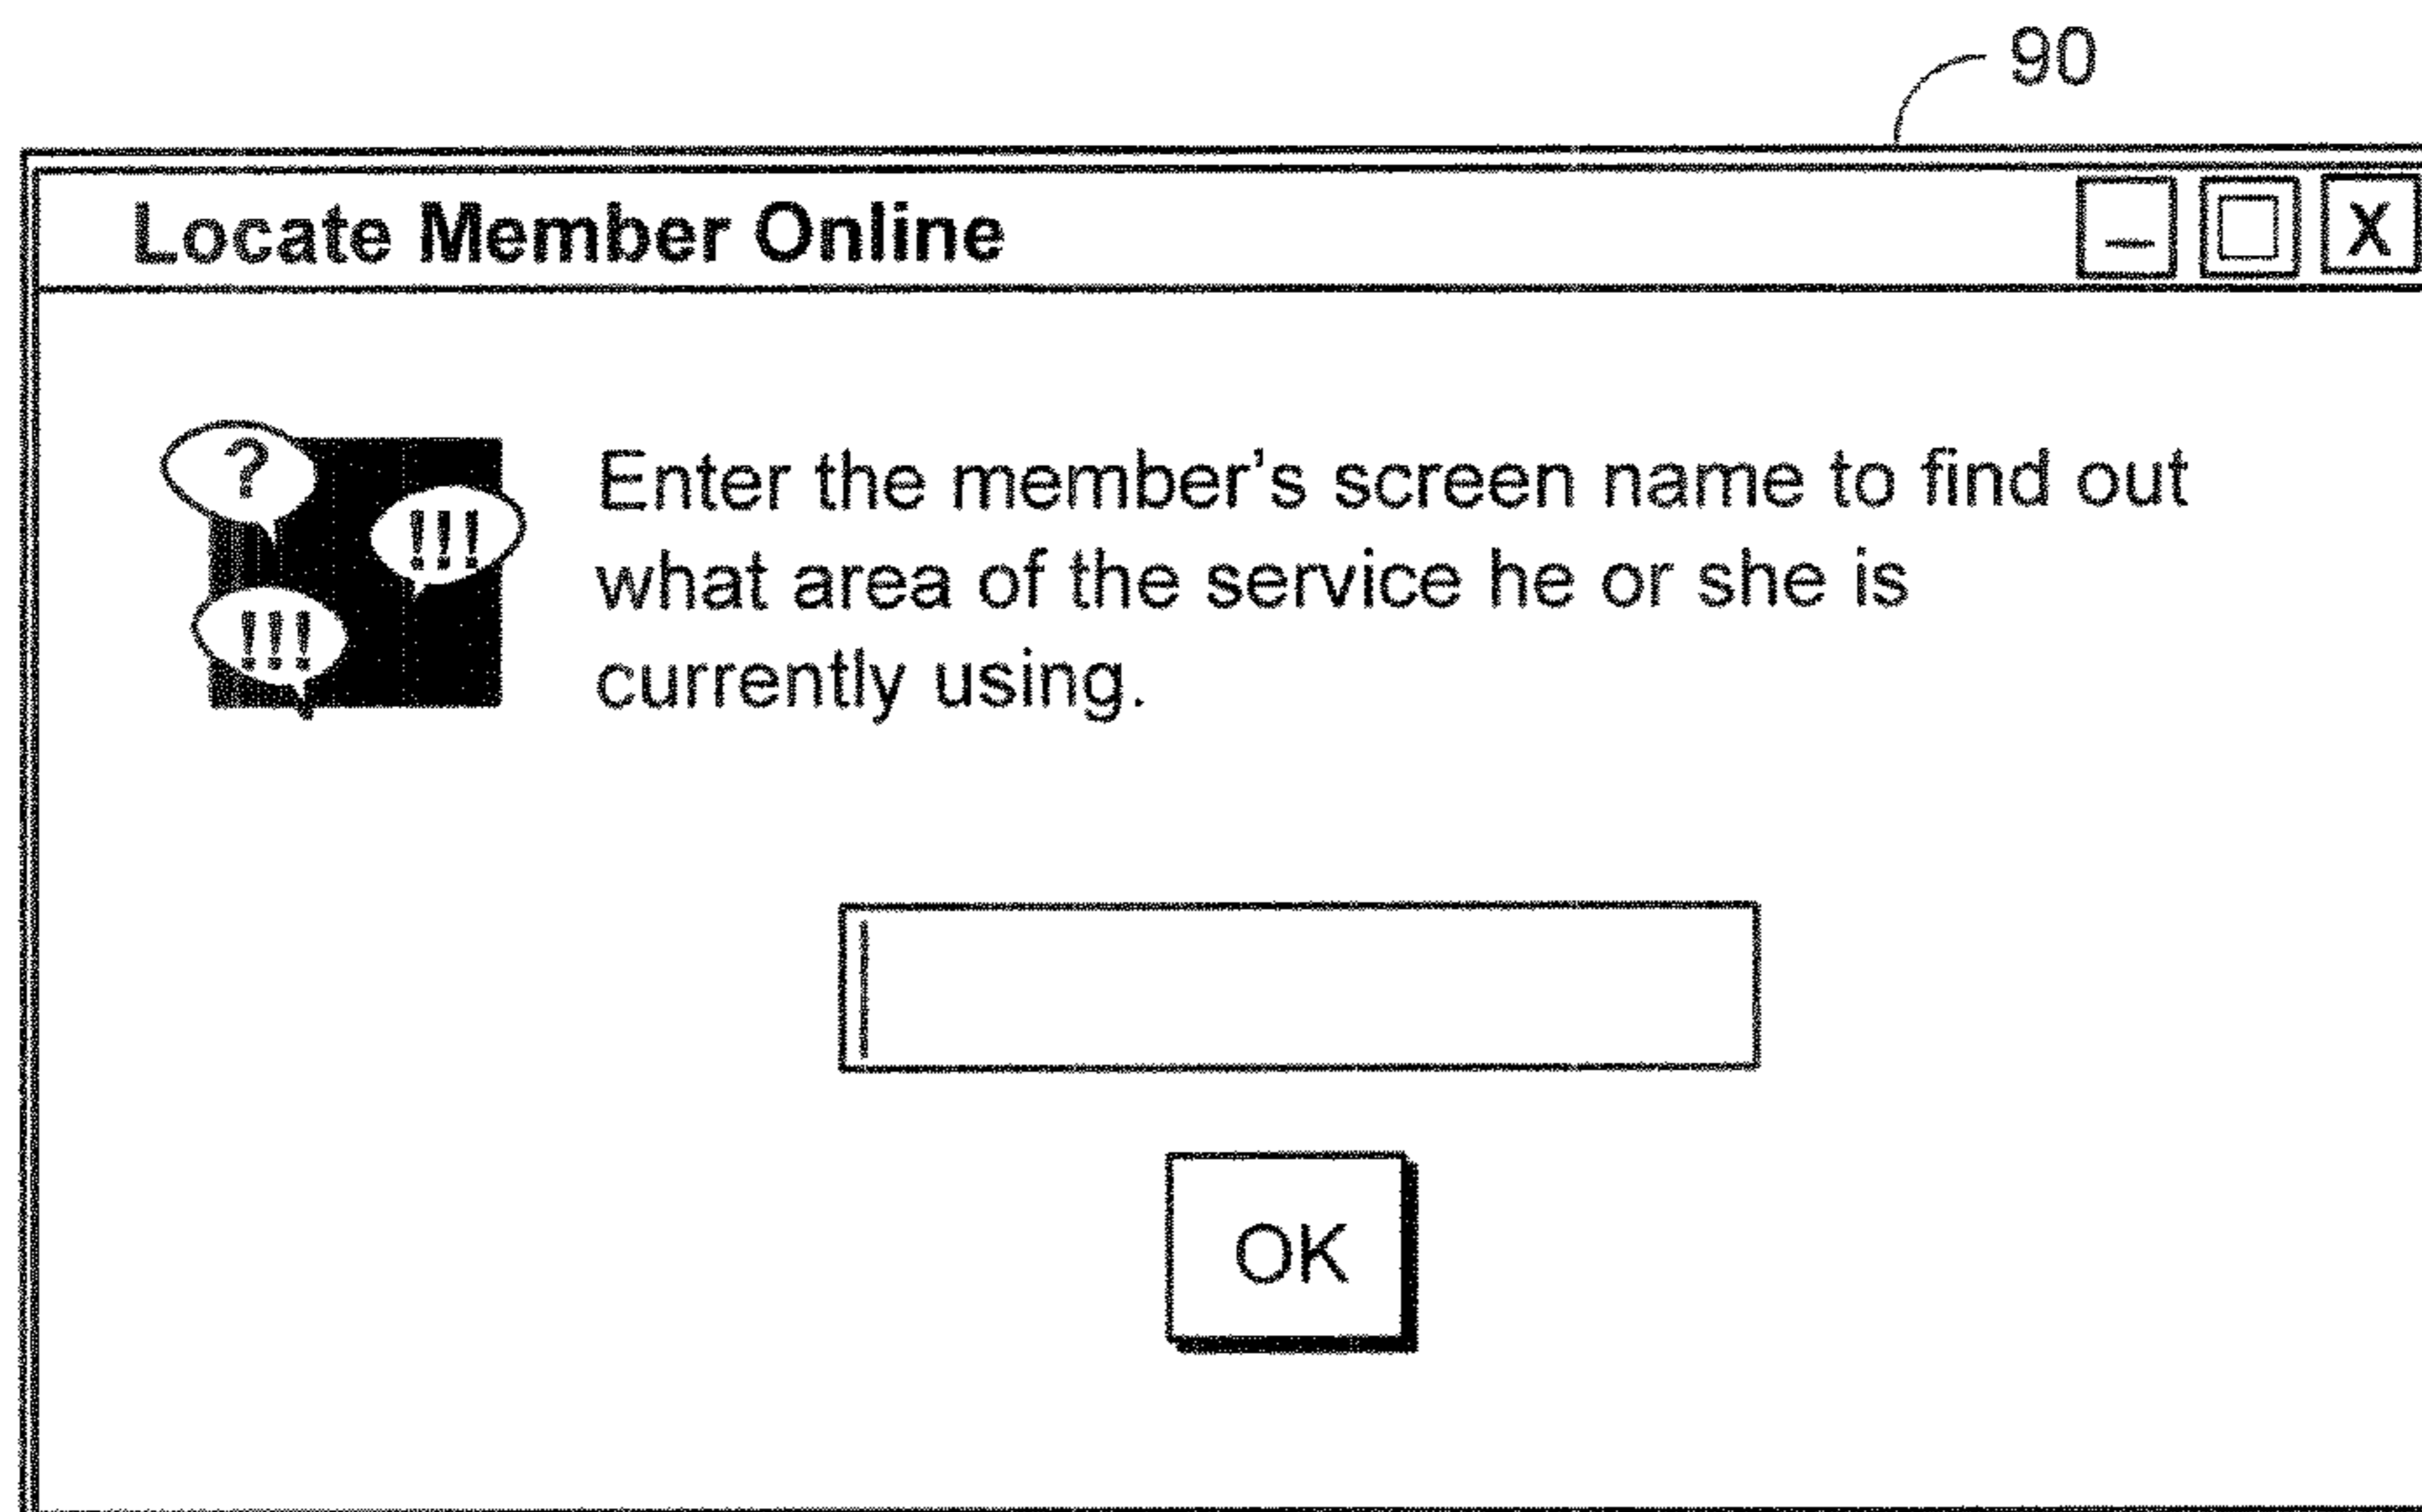 90
Locate Member Online
_ X
?
!!!
!!!
Enter the member's screen name to find out
what area of the service he or she is
currently using.
OK